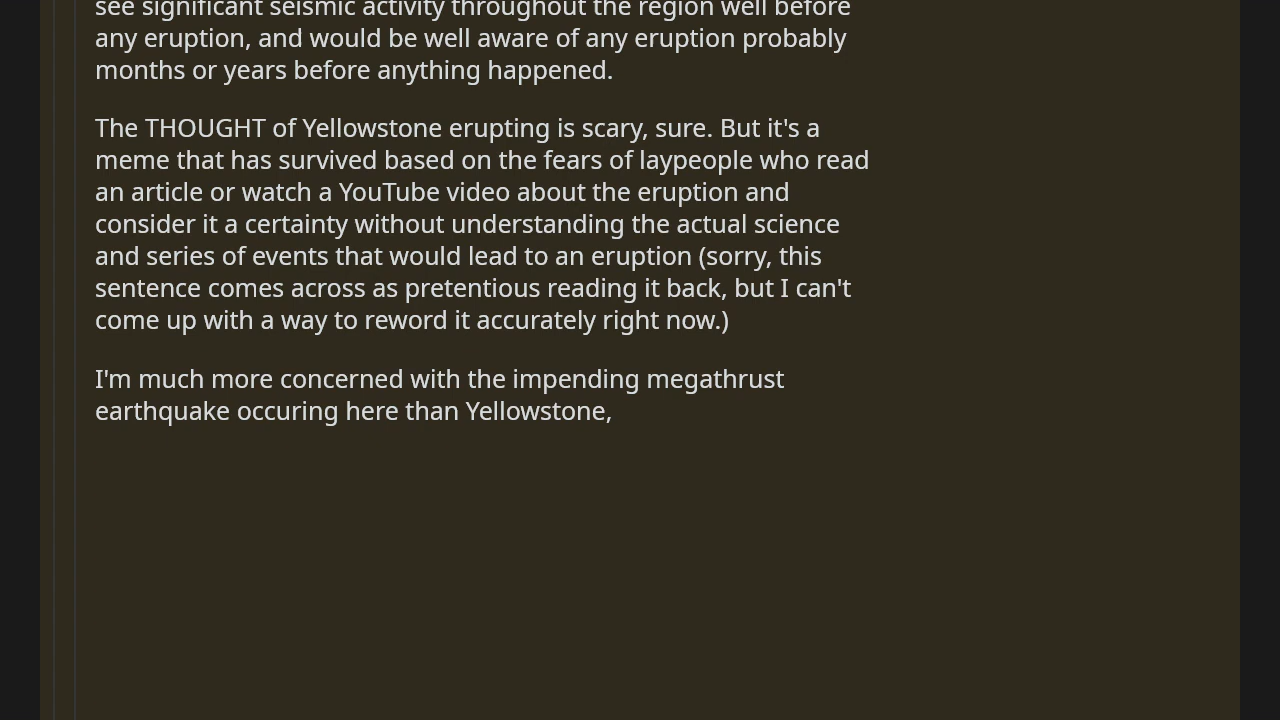 see significant seismic activity throughout the region well before
any eruption, and would be well aware of any eruption probably
months or years before anything happened.
The THOUGHT of Yellowstone erupting is scary, sure. But it's a
meme that has survived based on the fears of laypeople who read
an article or watch a YouTube video about the eruption and
consider it a certainty without understanding the actual science
and series of events that would lead to an eruption (sorry, this
sentence comes across as pretentious reading it back, but I can't
come up with a way to reword it accurately right now.)
I'm much more concerned with the impending megathrust
earthquake occuring here than Yellowstone,